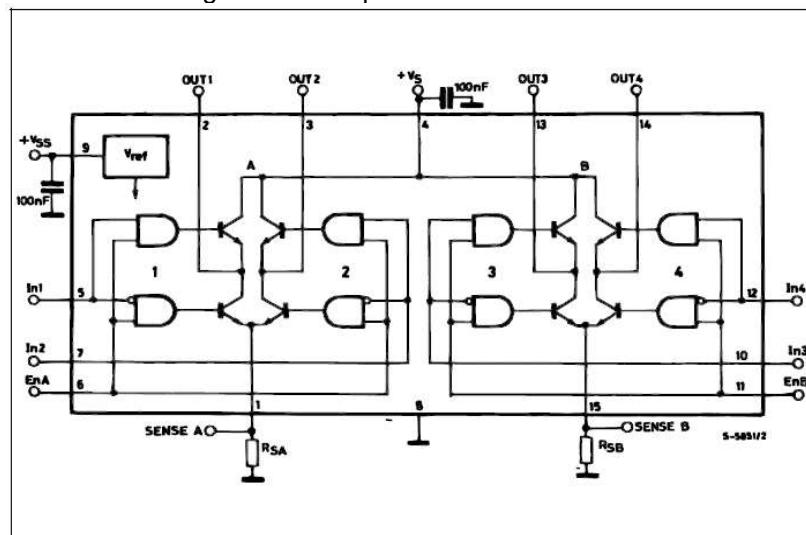 OUT1
OUT2
+VS
100nF
OUT3
OUT4
2
3
4
13
14
+VSS
9
Vref
A
B
100nF
1
2
3
4
In1
5
12
In4
In2
7
10
In3
EnA
6
11
EnB
1
8
15
SENSE A
SENSE B
S-5851/2
RSA
RSB